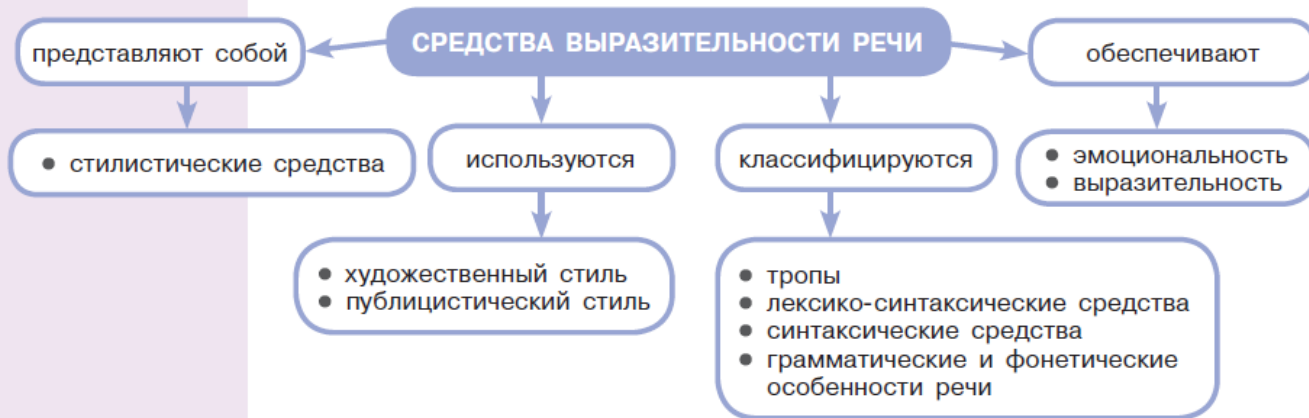 СРЕДСТВА ВЫРАЗИТЕЛЬНОСТИ РЕЧИ
представляют собой
● стилистические средства
используются
● художественный стиль
● публицистический стиль
классифицируются
● тропы
● лексико-синтаксические средства
● синтаксические средства
● грамматические и фонетические
особенности речи
обеспечивают
● эмоциональность
● выразительность